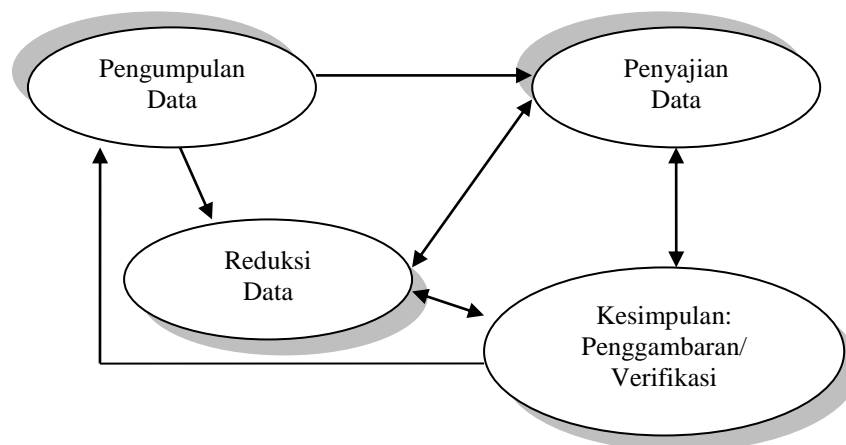 Pengumpulan
Data
Penyajian
Data
Reduksi
Data
Kesimpulan:
Penggambaran/
Verifikasi